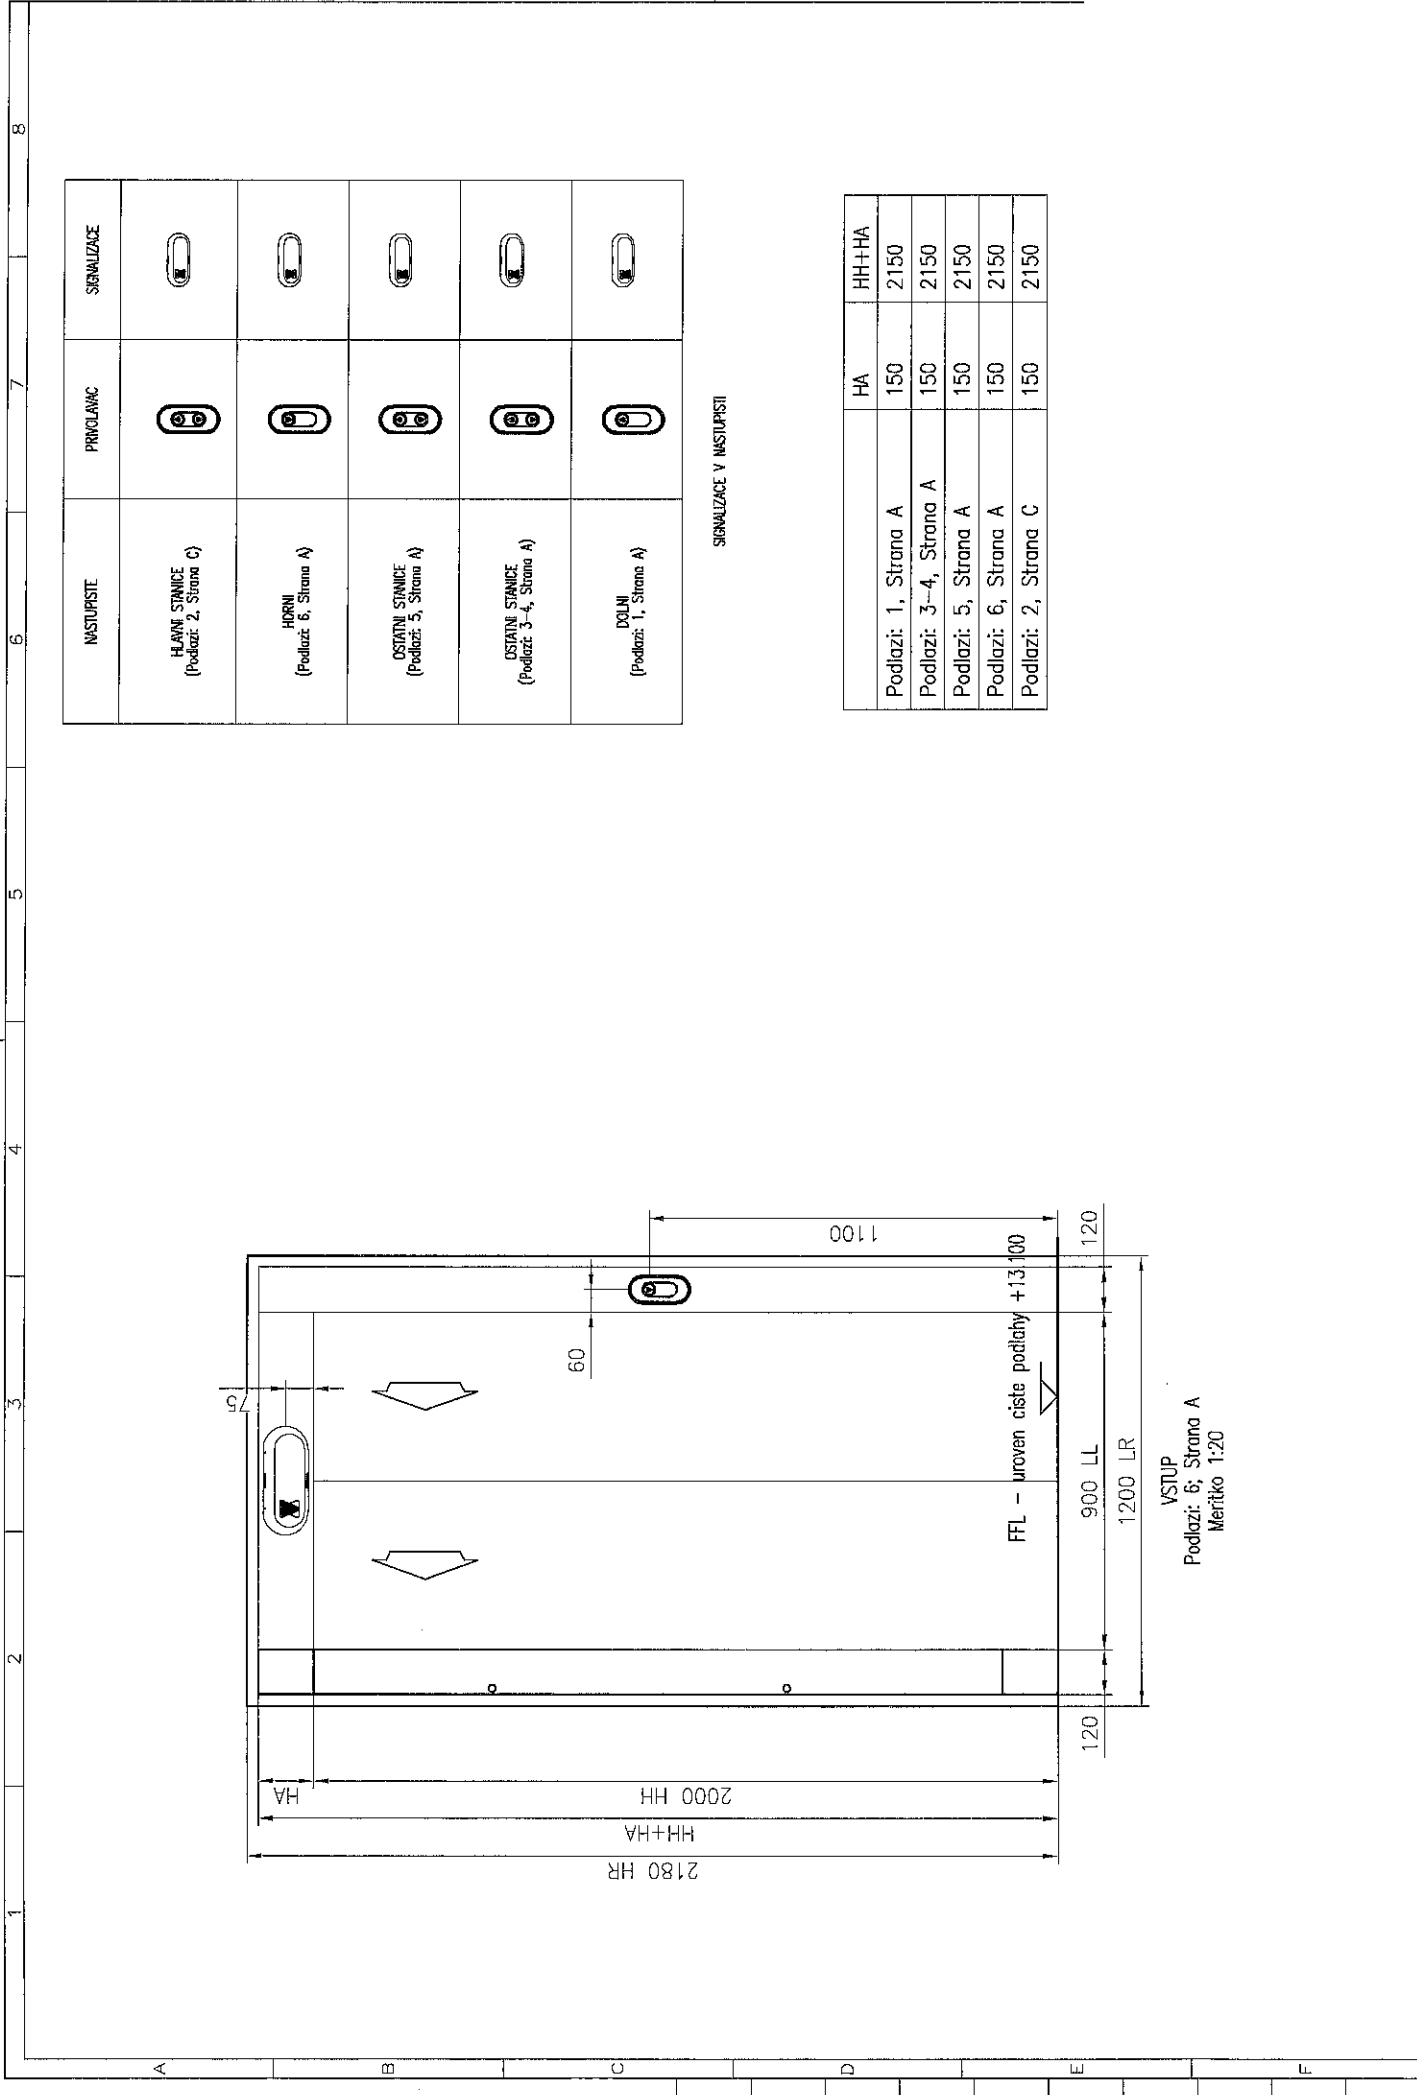 1 2 3 4 5 6 7 8
A
B
C
D
E
F
NASTUPISTE PRIVOLAVAC SIGNALIZACE
HLAVNI STANICE
(Podlazi: 2, Strana C)
HORNI
(Podlazi: 6, Strana A)
OSTATNI STANICE
(Podlazi: 5, Strana A)
OSTATNI STANICE
(Podlazi: 3-4, Strana A)
DOLNI
(Podlazi: 1, Strana A)
SIGNALIZACE V NASTUPISTI
HA HH+HA
Podlazi: 1, Strana A 150 2150
Podlazi: 3-4, Strana A 150 2150
Podlazi: 5, Strana A 150 2150
Podlazi: 6, Strana A 150 2150
Podlazi: 2, Strana C 150 2150
75
60
1100
HA
2000 HH
HH+HA
2180 HR
FFL - uroven ciste podlahy +13.100
120 900 LL 120
1200 LR
VSTUP
Podlazi: 6; Strana A
Meritko 1:20